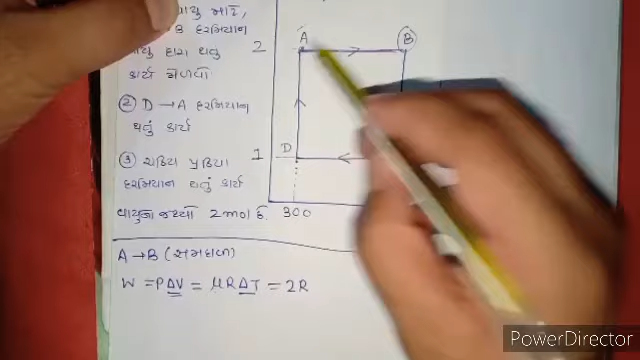 વાયુ માટે,
B દરમિયાન
વાયુ દ્વારા થતું
કાર્ય મેળવો
② D → A દરમિયાન
થતું કાર્ય
③ ચક્રિય પ્રક્રિયા
દરમિયાન થતું કાર્ય
વાયુનો જથ્થો 2mol છે.
2
1
A
B
D
300
A→B (સમદાબ)
W = PΔV = μRΔT = 2R
PowerDirector